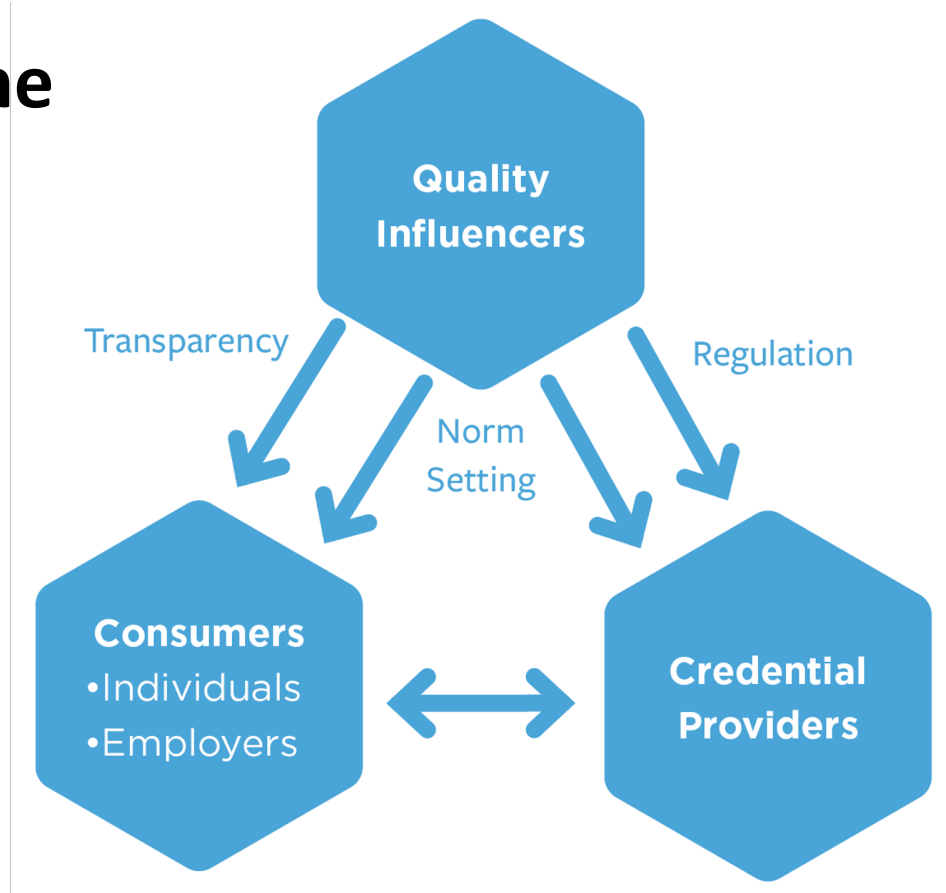 Quality
Influencers
Transparency
Regulation
Norm
Setting
Consumers
•Individuals
•Employers
Credential
Providers